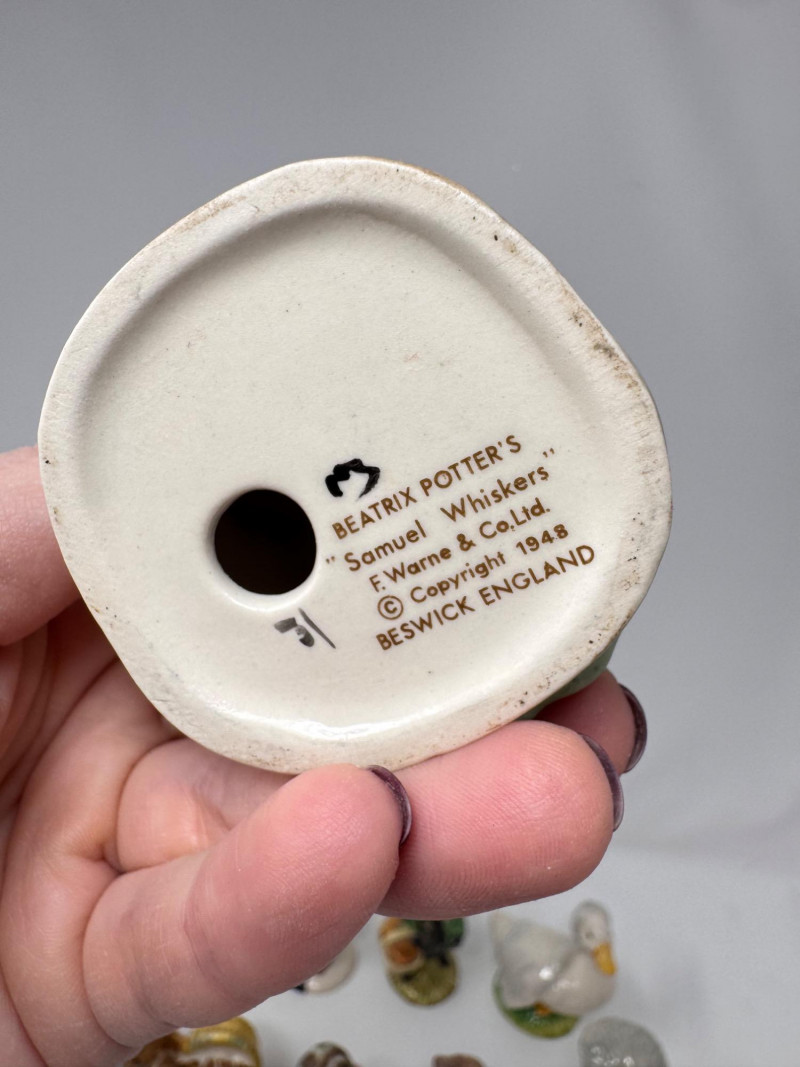 BEATRIX POTTER'S
"Samuel Whiskers"
F. Warne & Co.Ltd.
© Copyright 1948
BESWICK ENGLAND